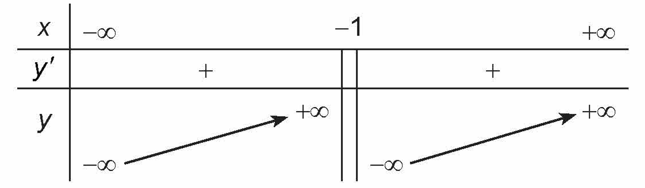 x −∞ −1 +∞
y′ + +
+∞ +∞
y
−∞ −∞